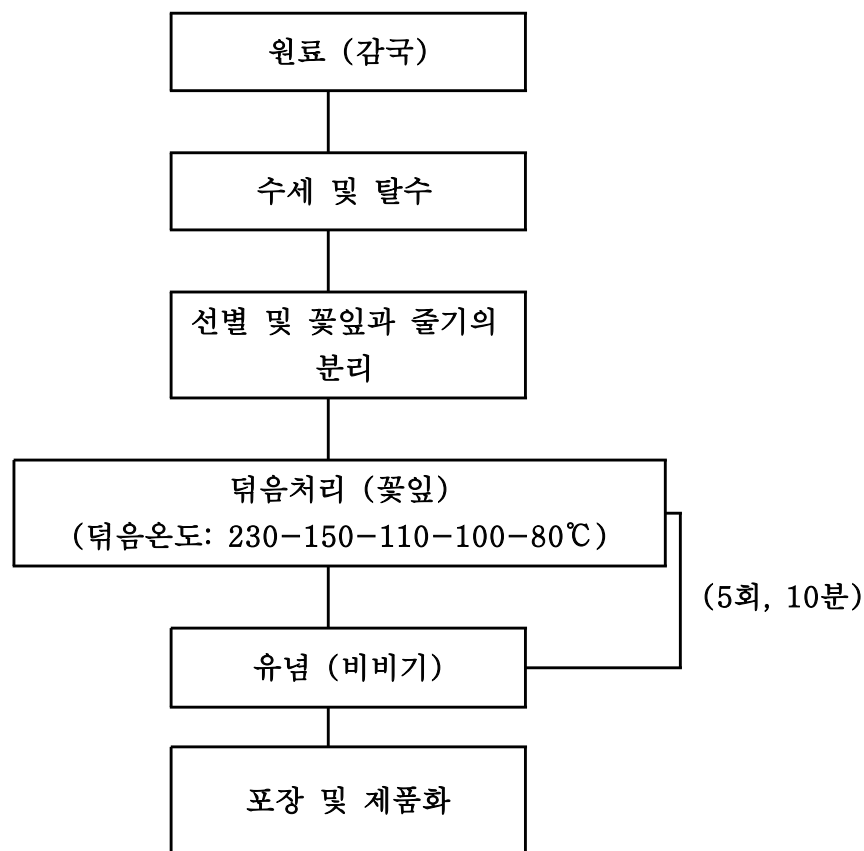 원료 (감국)
수세 및 탈수
선별 및 꽃잎과 줄기의
분리
덖음처리 (꽃잎)
(덖음온도: 230-150-110-100-80℃)
(5회, 10분)
유념 (비비기)
포장 및 제품화